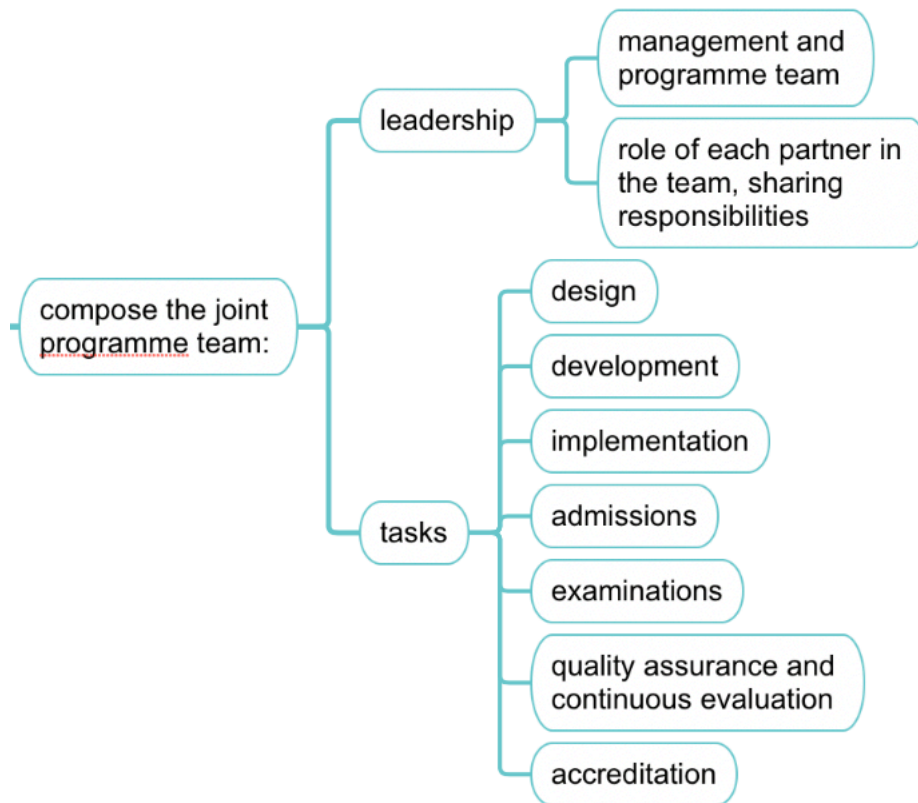 compose the joint
programme team:
leadership
management and
programme team
role of each partner in
the team, sharing
responsibilities
tasks
design
development
implementation
admissions
examinations
quality assurance and
continuous evaluation
accreditation